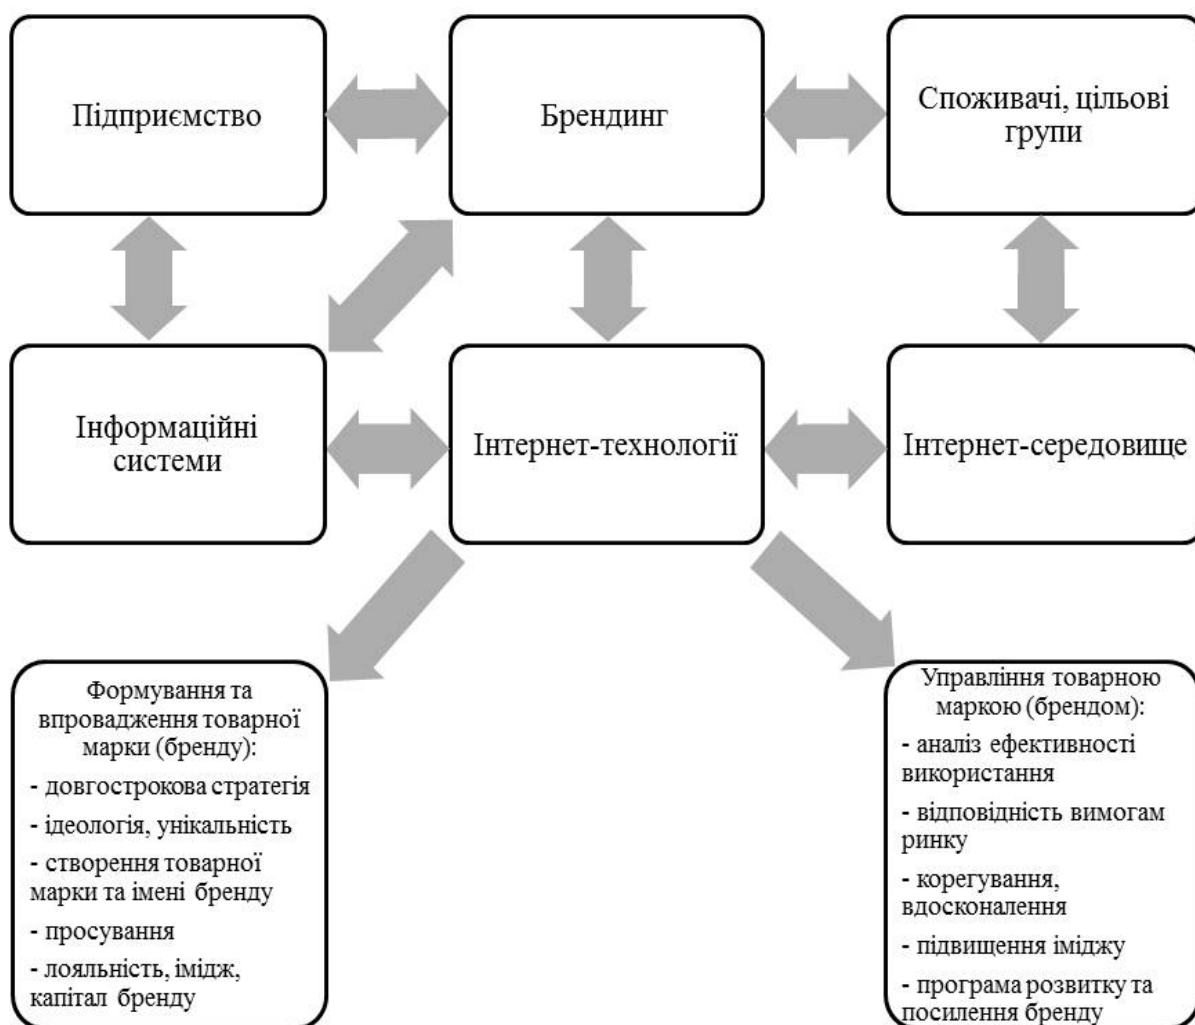 Підприємство
Брендинг
Споживачі, цільові
групи
Інформаційні
системи
Інтернет-технології
Інтернет-середовище
Формування та
впровадження товарної
марки (бренду):
- довгострокова стратегія
- ідеологія, унікальність
- створення товарної
марки та імені бренду
- просування
- лояльність, імідж,
капітал бренду
Управління товарною
маркою (брендом):
- аналіз ефективності
використання
- відповідність вимогам
ринку
- корегування,
вдосконалення
- підвищення іміджу
- програма розвитку та
посилення бренду